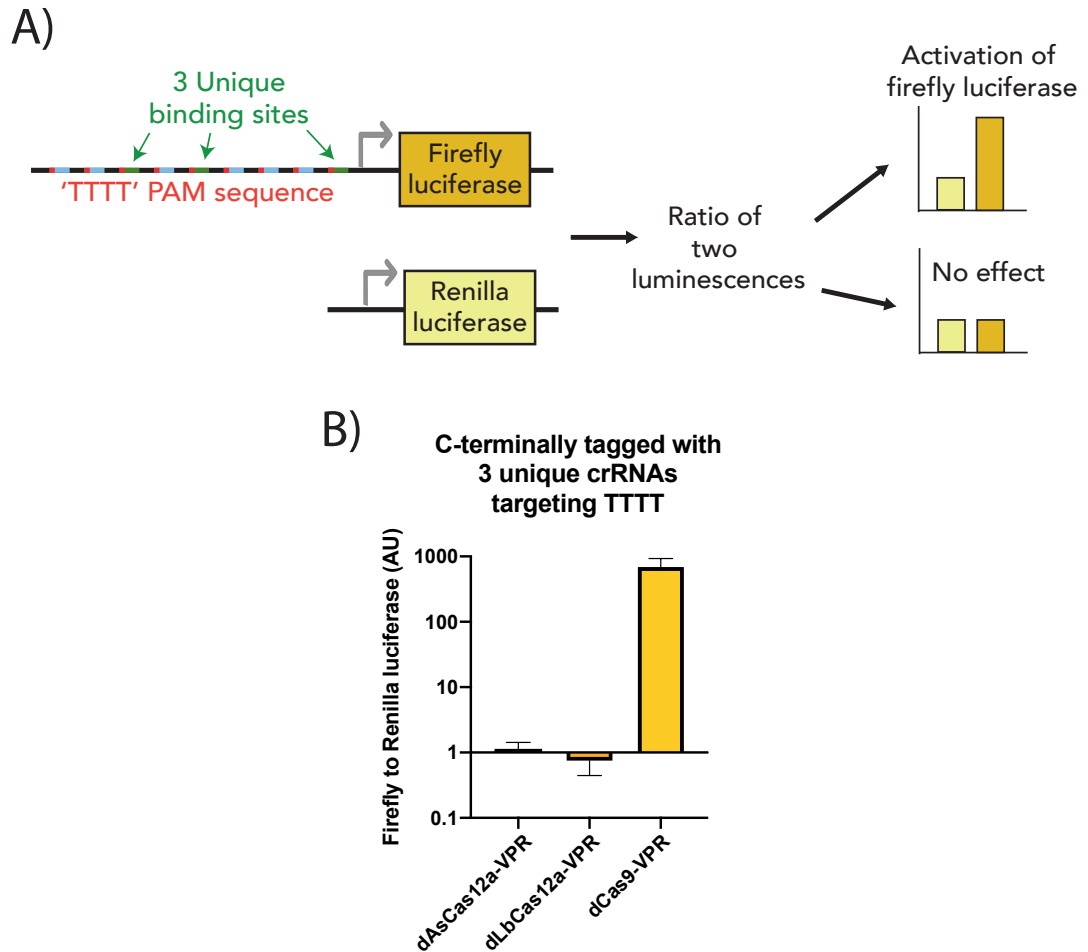 A)
3 Unique
binding sites
'TTTT' PAM sequence
Firefly
luciferase
Renilla
luciferase
Ratio of
two
luminescences
Activation of
firefly luciferase
No effect
B)
C-terminally tagged with
3 unique crRNAs
targeting TTTT
Firefly to Renilla luciferase (AU)
1000
100
10
1
0.1
dAsCas12a-VPR
dLbCas12a-VPR
dCas9-VPR